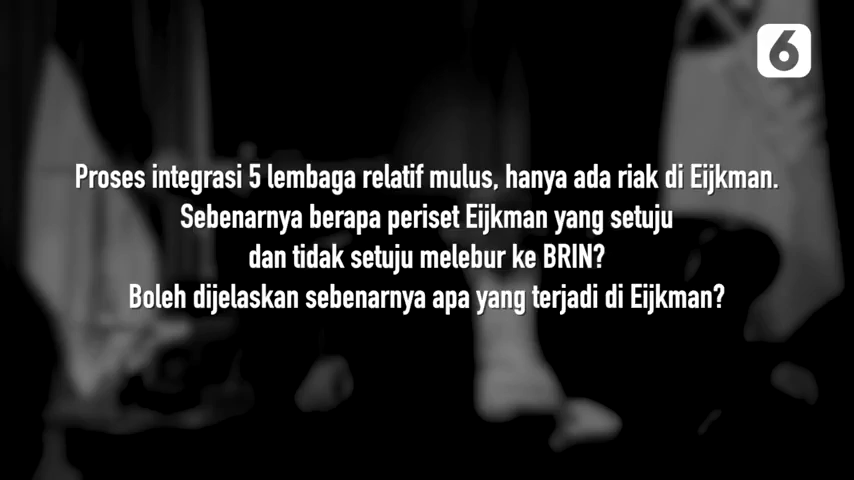 6
Proses integrasi 5 lembaga relatif mulus, hanya ada riak di Eijkman.
Sebenarnya berapa periset Eijkman yang setuju
dan tidak setuju melebur ke BRIN?
Boleh dijelaskan sebenarnya apa yang terjadi di Eijkman?